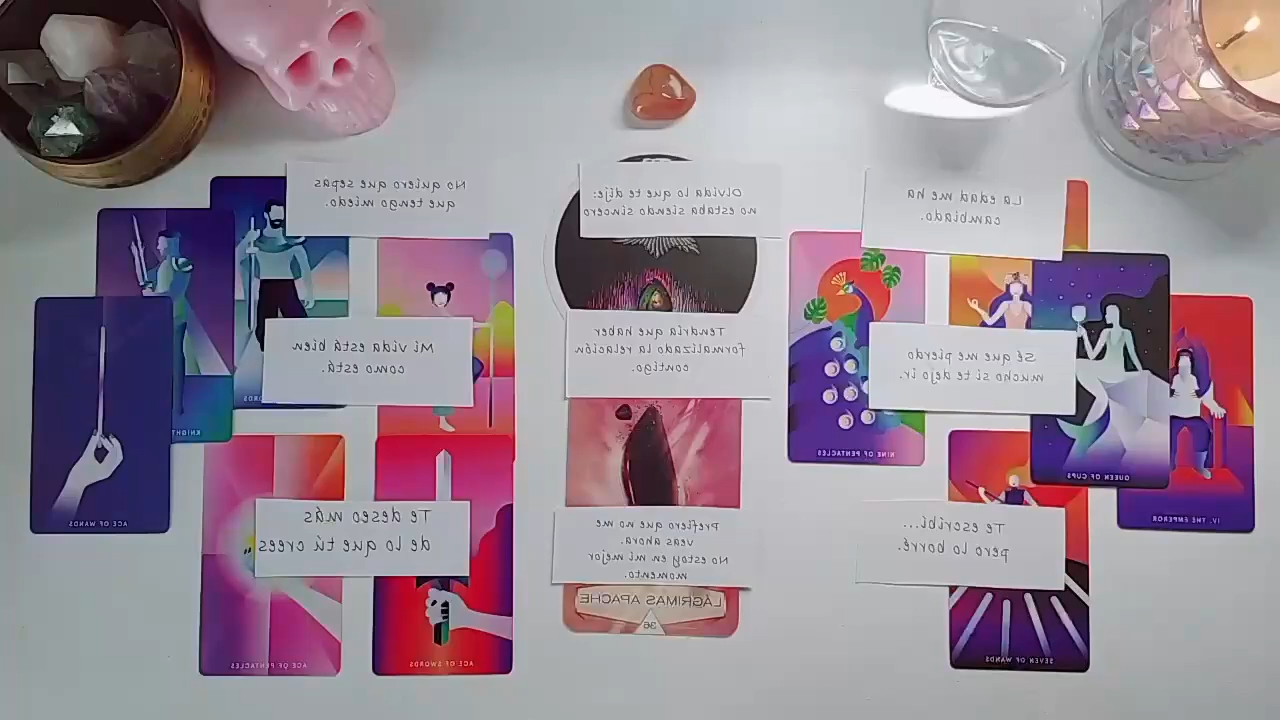 No quiero que sepas
que tengo miedo.
Olvida lo que te dije:
no estaba siendo sincero
La edad me ha
cambiado.
Mi vida está bien
como está.
Tendría que haber
formalizado la relación
contigo.
Sé que me pierdo
mucho si te dejo ir.
Te deseo más
de lo que tú crees
Prefiero que no me
veas ahora.
No estoy en mi mejor
momento.
Te escribí...
pero lo borré.
KNIGHT
ORDS
NINE OF PENTACLES
QUEEN OF CUPS
IV. THE EMPEROR
ACE OF WANDS
ACE OF PENTACLES
ACE OF SWORDS
LÁGRIMAS APACHE
36
SEVEN OF WANDS